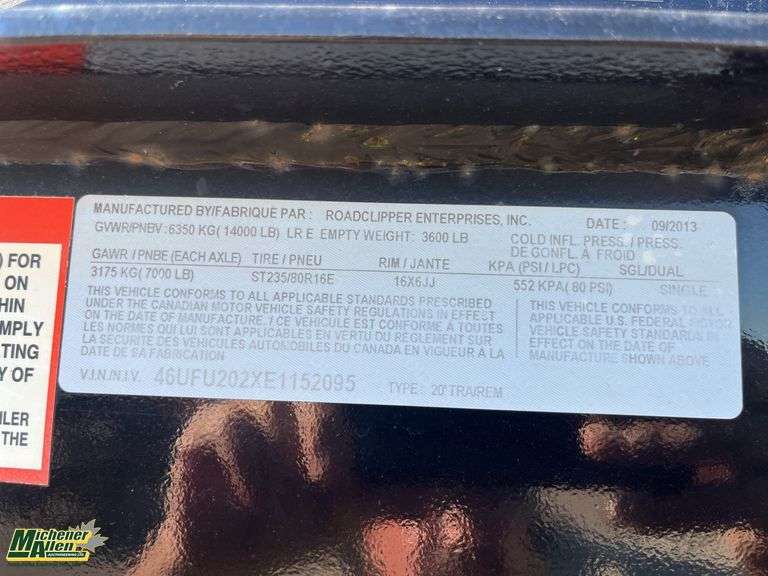 MANUFACTURED BY/FABRIQUE PAR : ROADCLIPPER ENTERPRISES, INC. DATE : 09/2013
GVWR/PNBV : 6350 KG( 14000 LB) LR E EMPTY WEIGHT: 3600 LB COLD INFL. PRESS./PRESS.
DE GONFL. À FROID
GAWR / PNBE (EACH AXLE) TIRE / PNEU RIM / JANTE KPA (PSI / LPC) SGL/DUAL
3175 KG( 7000 LB) ST235/80R16E 16X6JJ 552 KPA( 80 PSI) SINGLE
THIS VEHICLE CONFORMS TO ALL APPLICABLE STANDARDS PRESCRIBED
UNDER THE CANADIAN MOTOR VEHICLE SAFETY REGULATIONS IN EFFECT
ON THE DATE OF MANUFACTURE. / CE VEHICULE EST CONFORME A TOUTES
LES NORMES QUI LUI SONT APPLICABLES EN VERTU DU RÈGLEMENT SUR
LA SÉCURITÉ DES VÉHICULES AUTOMOBILES DU CANADA EN VIGUEUR À LA
DATE DE SA FABRICATION
THIS VEHICLE CONFORMS TO ALL
APPLICABLE U.S. FEDERAL MOTOR
VEHICLE SAFETY STANDARDS IN
EFFECT ON THE DATE OF
MANUFACTURE SHOWN ABOVE
V.I.N./N.I.V. 46UFU202XE1152095 TYPE : 20' TRA/REM
) FOR
ON
HIN
MPLY
TING
Y OF
ILER
THE
Michener
Allen
AUCTIONEERING LTD